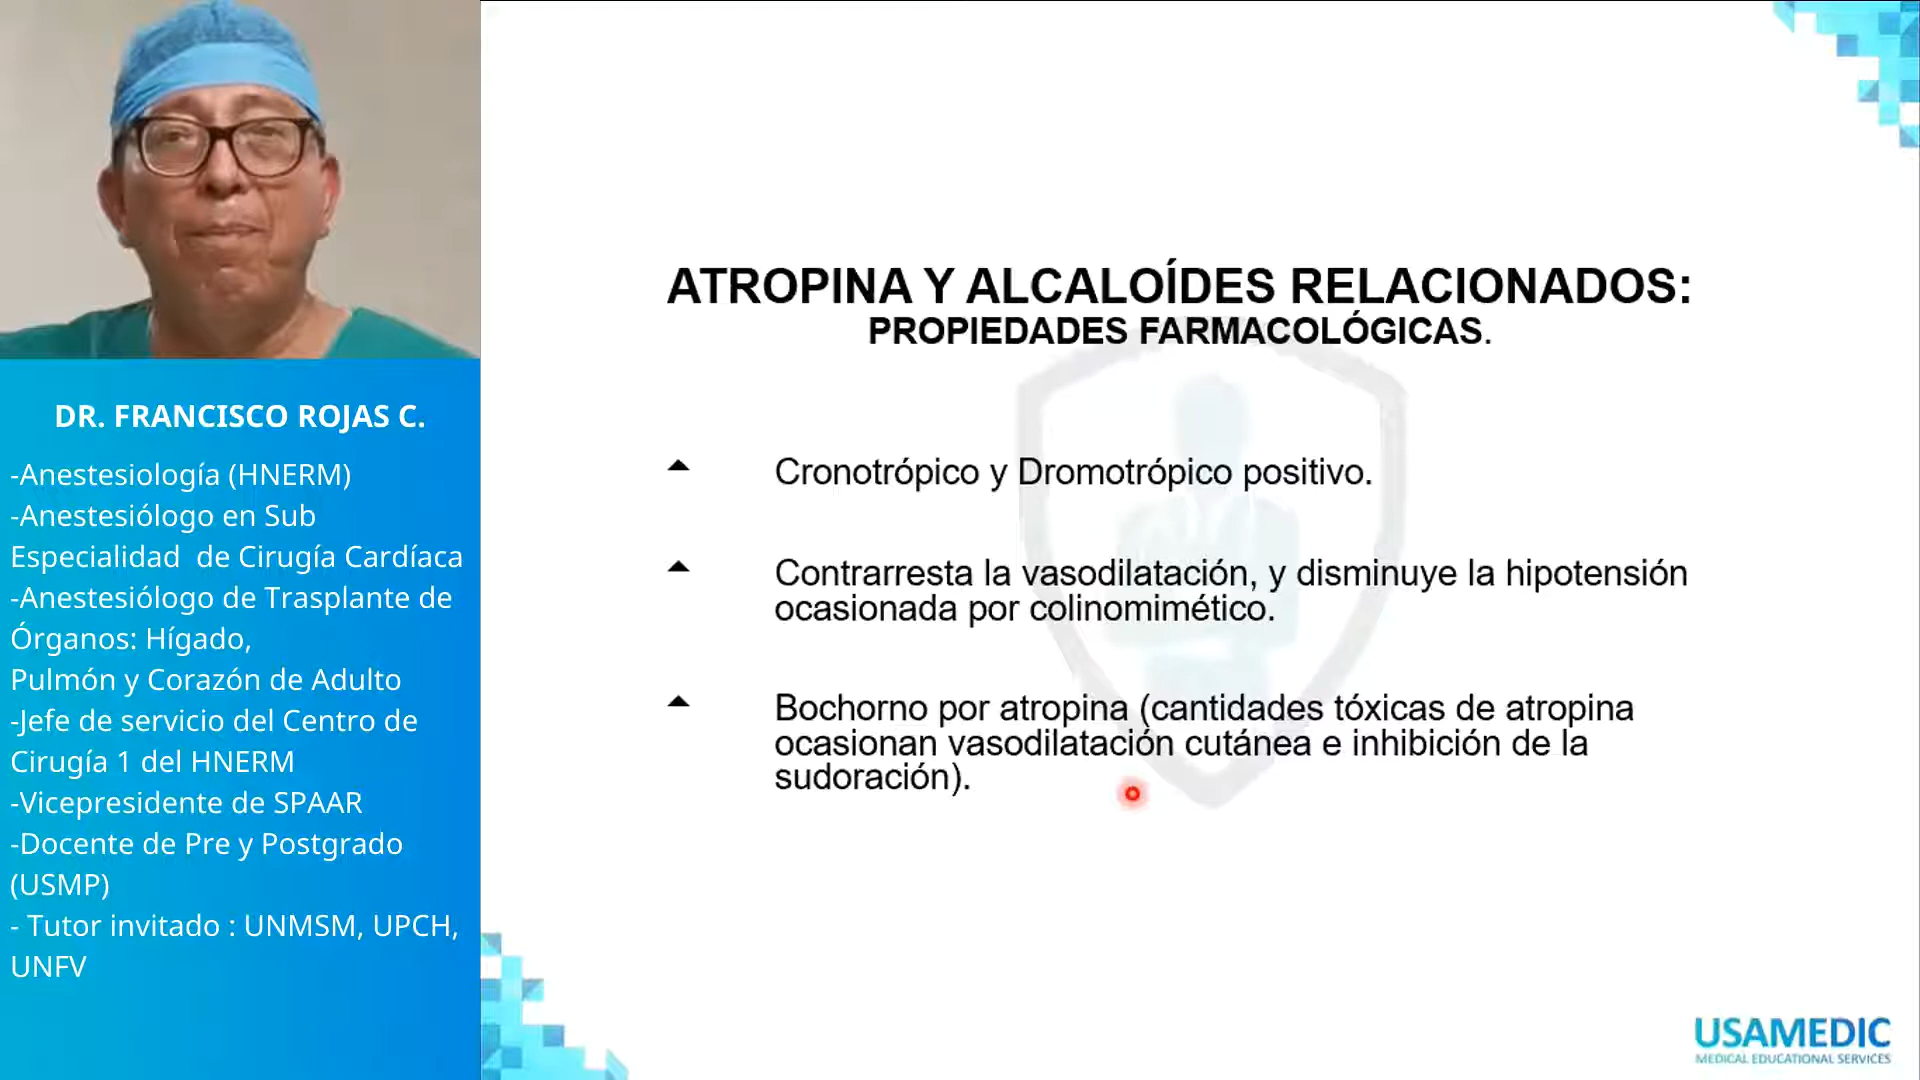 DR. FRANCISCO ROJAS C.
-Anestesiología (HNERM)
-Anestesiólogo en Sub
Especialidad  de Cirugía Cardíaca
-Anestesiólogo de Trasplante de
Órganos: Hígado,
Pulmón y Corazón de Adulto
-Jefe de servicio del Centro de
Cirugía 1 del HNERM
-Vicepresidente de SPAAR
-Docente de Pre y Postgrado
(USMP)
- Tutor invitado : UNMSM, UPCH,
UNFV
ATROPINA Y ALCALOÍDES RELACIONADOS:
PROPIEDADES FARMACOLÓGICAS.
Cronotrópico y Dromotrópico positivo.
Contrarresta la vasodilatación, y disminuye la hipotensión
ocasionada por colinomimético.
Bochorno por atropina (cantidades tóxicas de atropina
ocasionan vasodilatación cutánea e inhibición de la
sudoración).
USAMEDIC
MEDICAL EDUCATIONAL SERVICES